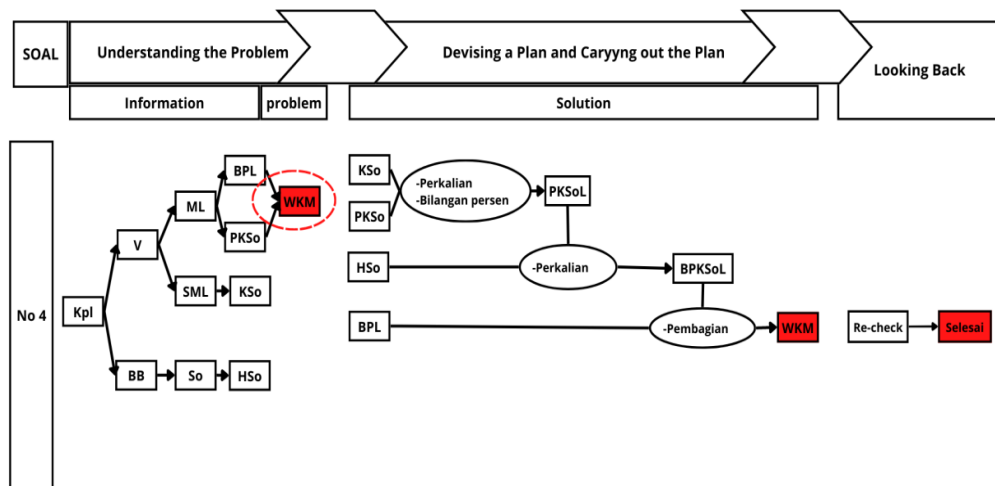 SOAL
Understanding the Problem
Devising a Plan and Caryyng out the Plan
Looking Back
Information
problem
Solution
No 4
Kpl
V
BB
ML
SML
So
BPL
PKSo
KSo
HSo
WKM
KSo
PKSo
HSo
BPL
-Perkalian
-Bilangan persen
PKSoL
-Perkalian
BPKSoL
-Pembagian
WKM
Re-check
Selesai